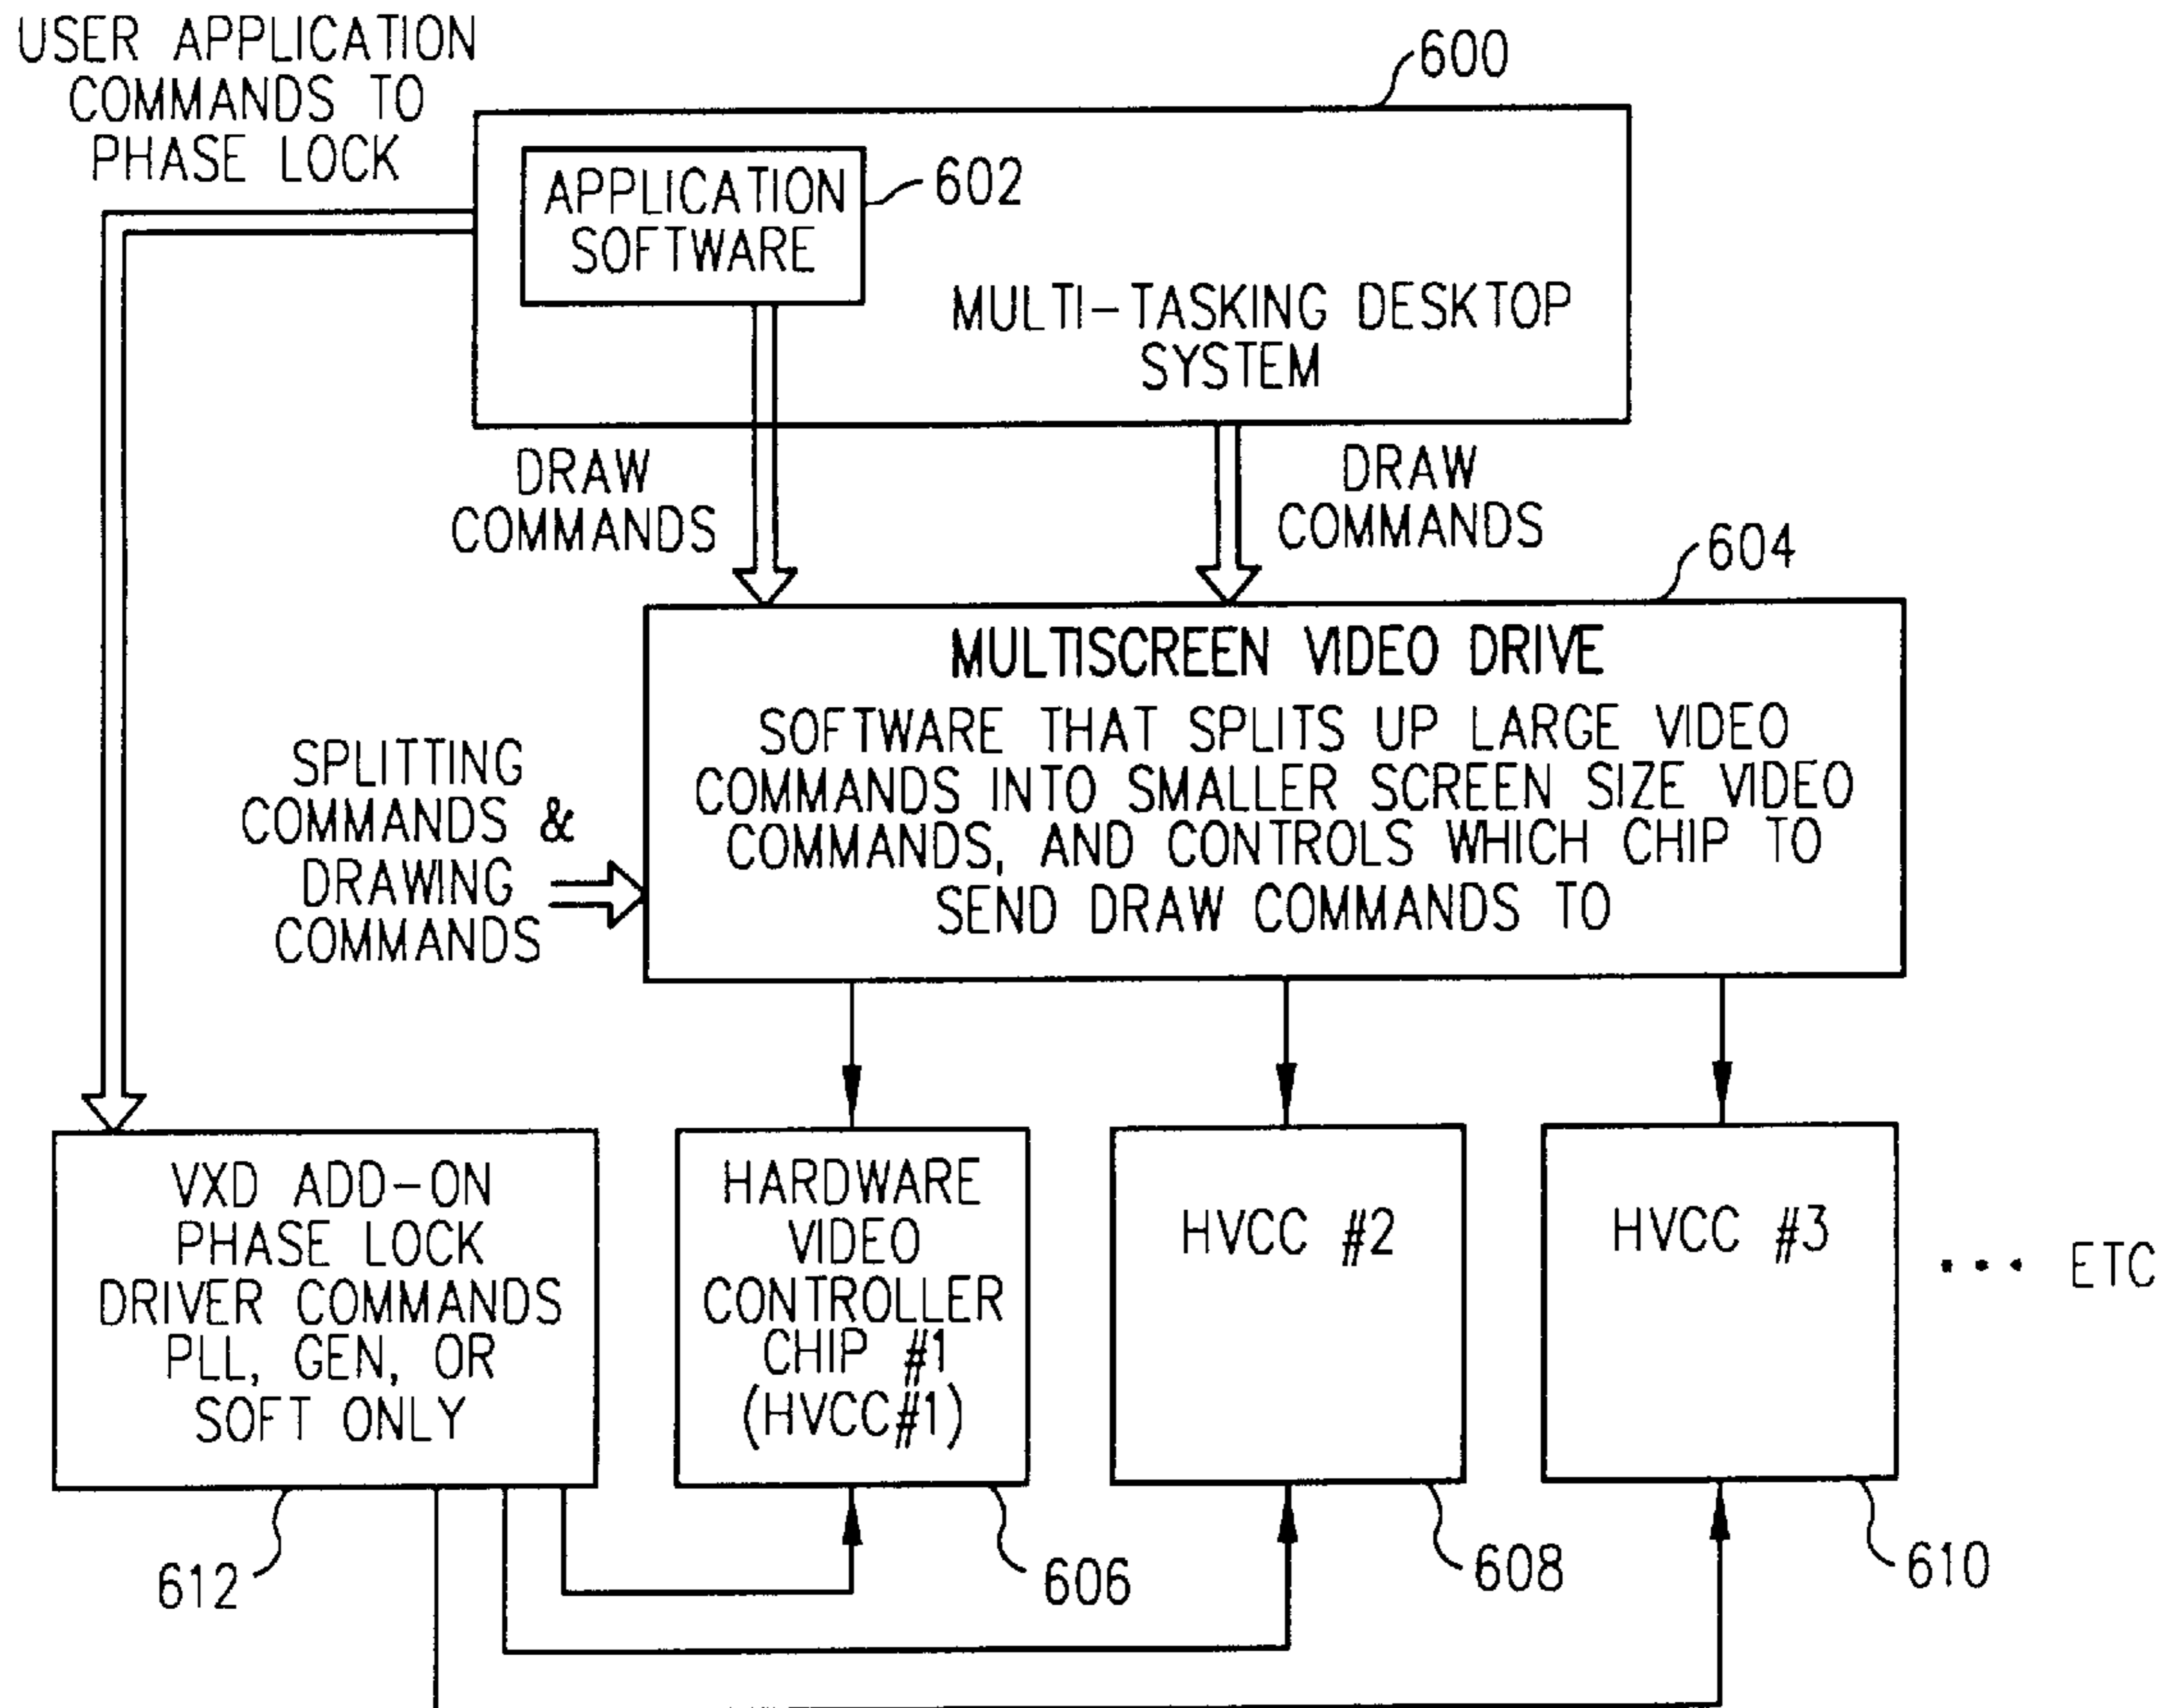 USER APPLICATION
COMMANDS TO
PHASE LOCK
600
APPLICATION
SOFTWARE
602
MULTI-TASKING DESKTOP
SYSTEM
DRAW
COMMANDS
DRAW
COMMANDS
604
MULTISCREEN VIDEO DRIVE
SOFTWARE THAT SPLITS UP LARGE VIDEO
COMMANDS INTO SMALLER SCREEN SIZE VIDEO
COMMANDS, AND CONTROLS WHICH CHIP TO
SEND DRAW COMMANDS TO
SPLITTING
COMMANDS &
DRAWING
COMMANDS
VXD ADD-ON
PHASE LOCK
DRIVER COMMANDS
PLL, GEN, OR
SOFT ONLY
HARDWARE
VIDEO
CONTROLLER
CHIP #1
(HVCC#1)
HVCC #2
HVCC #3
... ETC
612
606
608
610